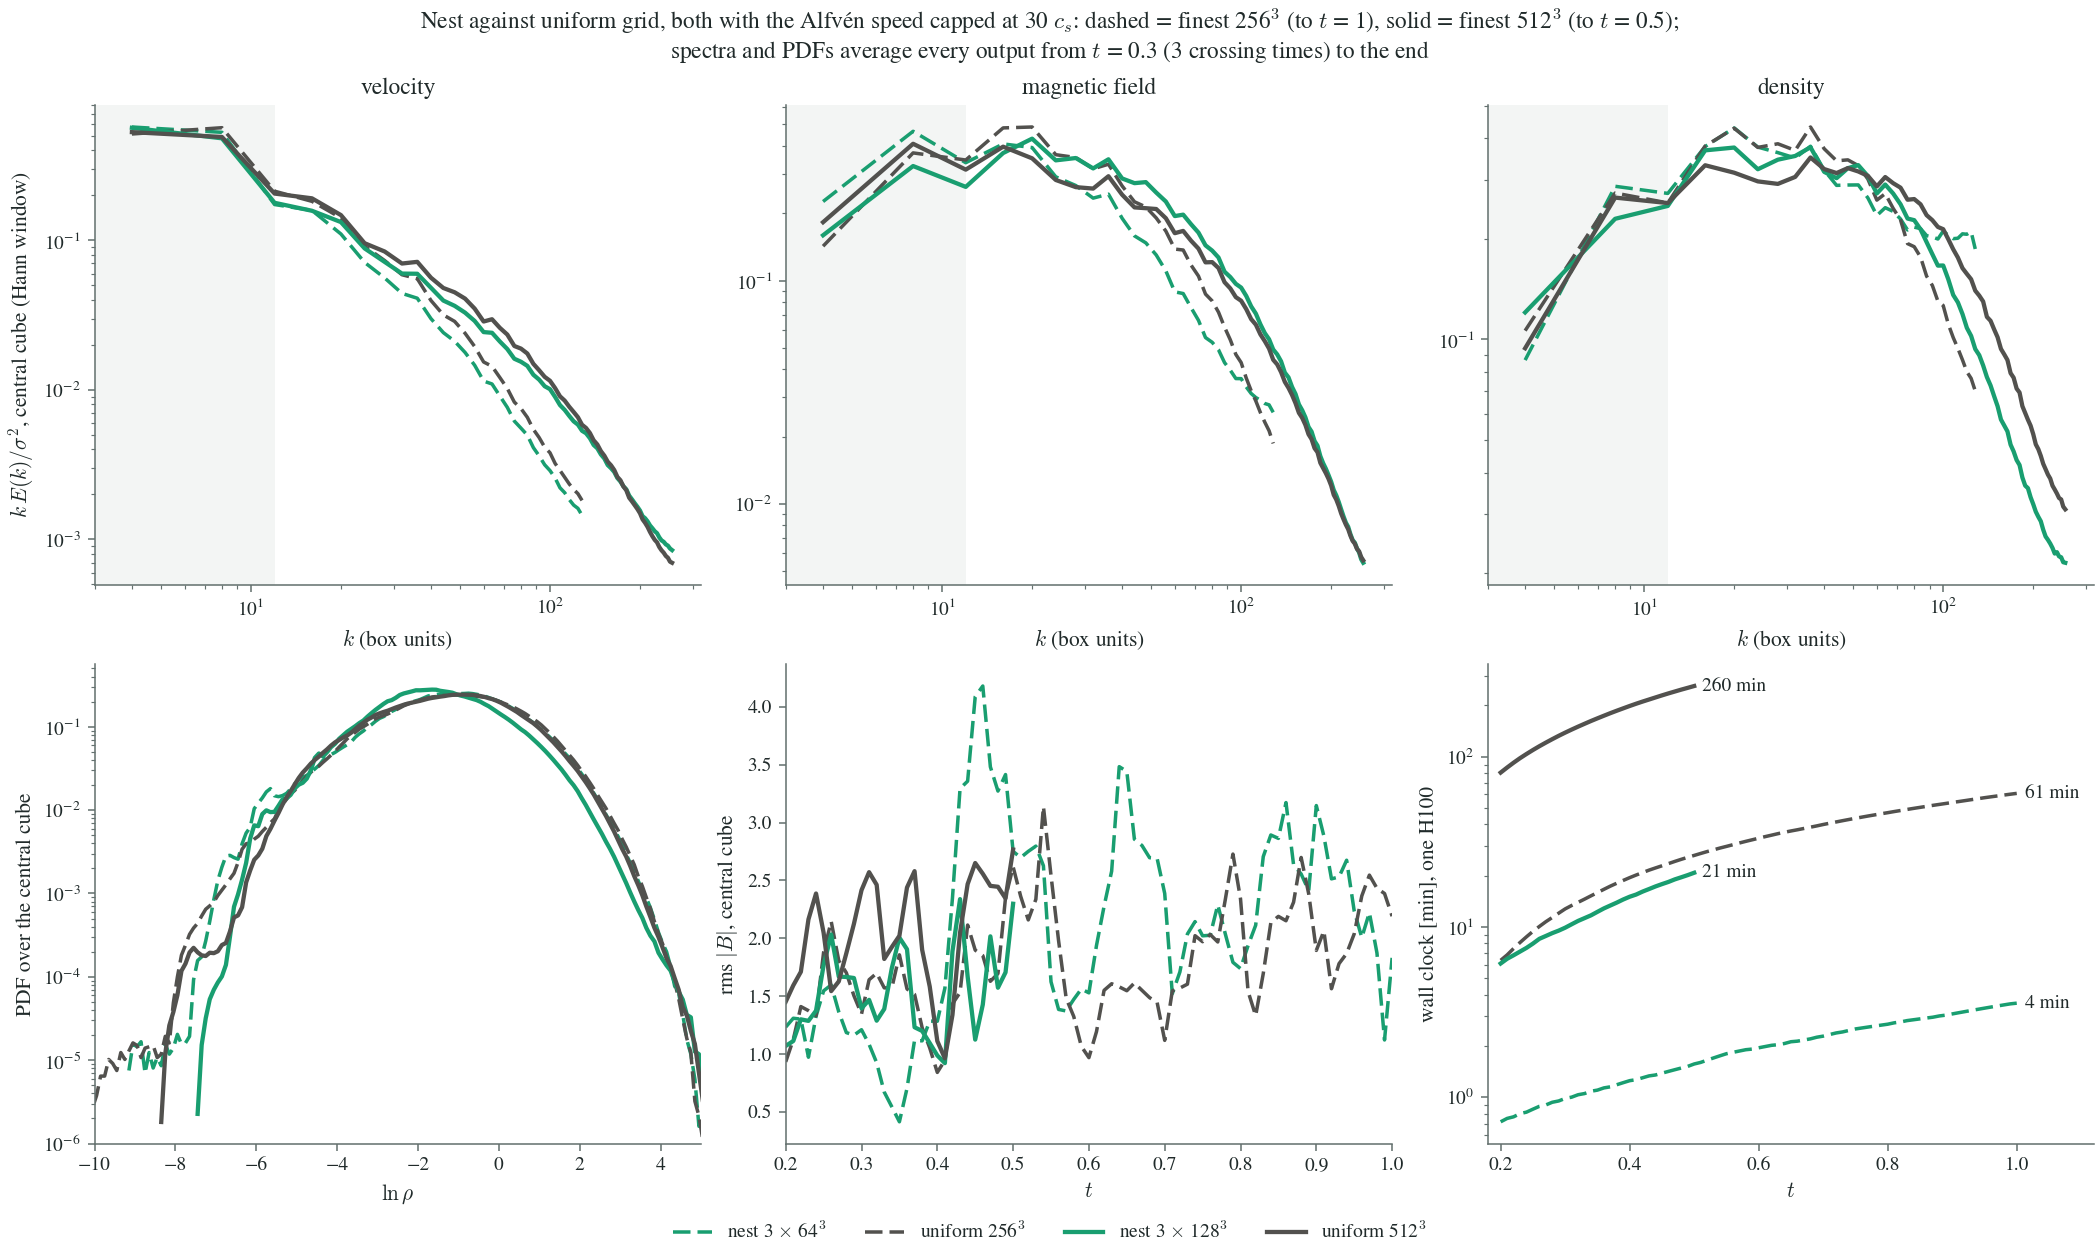 Nest against uniform grid, both with the Alfvén speed capped at 30 c_s: dashed = finest 256³ (to t = 1), solid = finest 512³ (to t = 0.5);
spectra and PDFs average every output from t = 0.3 (3 crossing times) to the end
velocity
magnetic field
density
k E(k)/σ², central cube (Hann window)
10⁻¹
10⁻²
10⁻³
10¹
10²
k (box units)
10⁻¹
10⁻²
10¹
10²
k (box units)
10⁻¹
10¹
10²
k (box units)
PDF over the central cube
10⁻¹
10⁻²
10⁻³
10⁻⁴
10⁻⁵
10⁻⁶
−10 −8 −6 −4 −2 0 2 4
ln ρ
rms |B|, central cube
4.0
3.5
3.0
2.5
2.0
1.5
1.0
0.5
0.2 0.3 0.4 0.5 0.6 0.7 0.8 0.9 1.0
t
wall clock [min], one H100
10²
10¹
10⁰
260 min
61 min
21 min
4 min
0.2 0.4 0.6 0.8 1.0
t
nest 3 × 64³ uniform 256³ nest 3 × 128³ uniform 512³